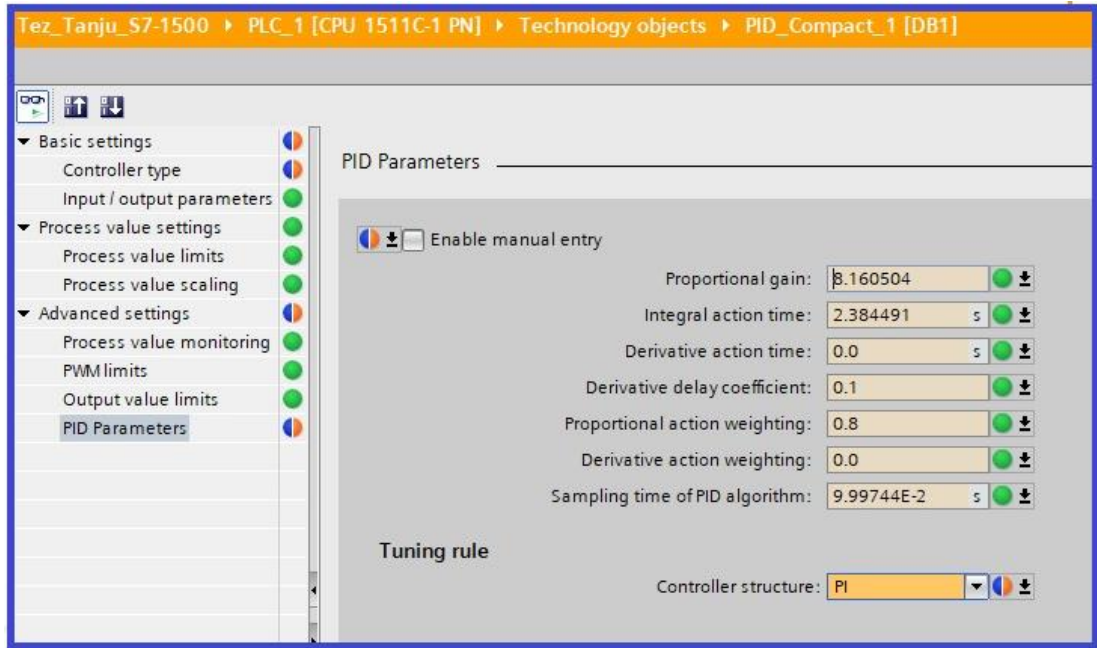 Tez_Tanju_S7-1500 ▸ PLC_1 [CPU 1511C-1 PN] ▸ Technology objects ▸ PID_Compact_1 [DB1]
Basic settings
Controller type
Input / output parameters
Process value settings
Process value limits
Process value scaling
Advanced settings
Process value monitoring
PWM limits
Output value limits
PID Parameters
PID Parameters
Enable manual entry
Proportional gain: 8.160504
Integral action time: 2.384491 s
Derivative action time: 0.0 s
Derivative delay coefficient: 0.1
Proportional action weighting: 0.8
Derivative action weighting: 0.0
Sampling time of PID algorithm: 9.99744E-2 s
Tuning rule
Controller structure: PI